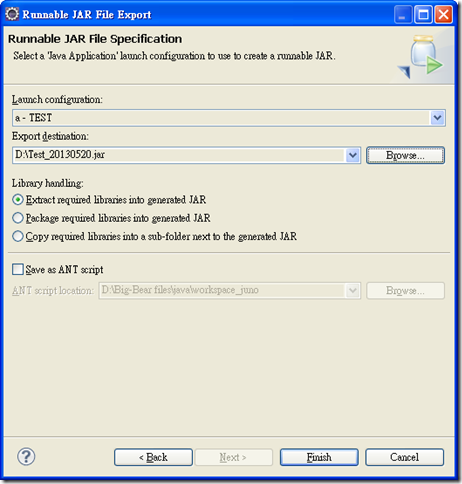 Runnable JAR File Export
Runnable JAR File Specification
Select a 'Java Application' launch configuration to use to create a runnable JAR.
Launch configuration:
a - TEST
Export destination:
D:\Test_20130520.jar
Browse...
Library handling:
Extract required libraries into generated JAR
Package required libraries into generated JAR
Copy required libraries into a sub-folder next to the generated JAR
Save as ANT script
ANT script location:
D:\Big-Bear files\java\workspace_juno
Browse...
?
< Back
Next >
Finish
Cancel